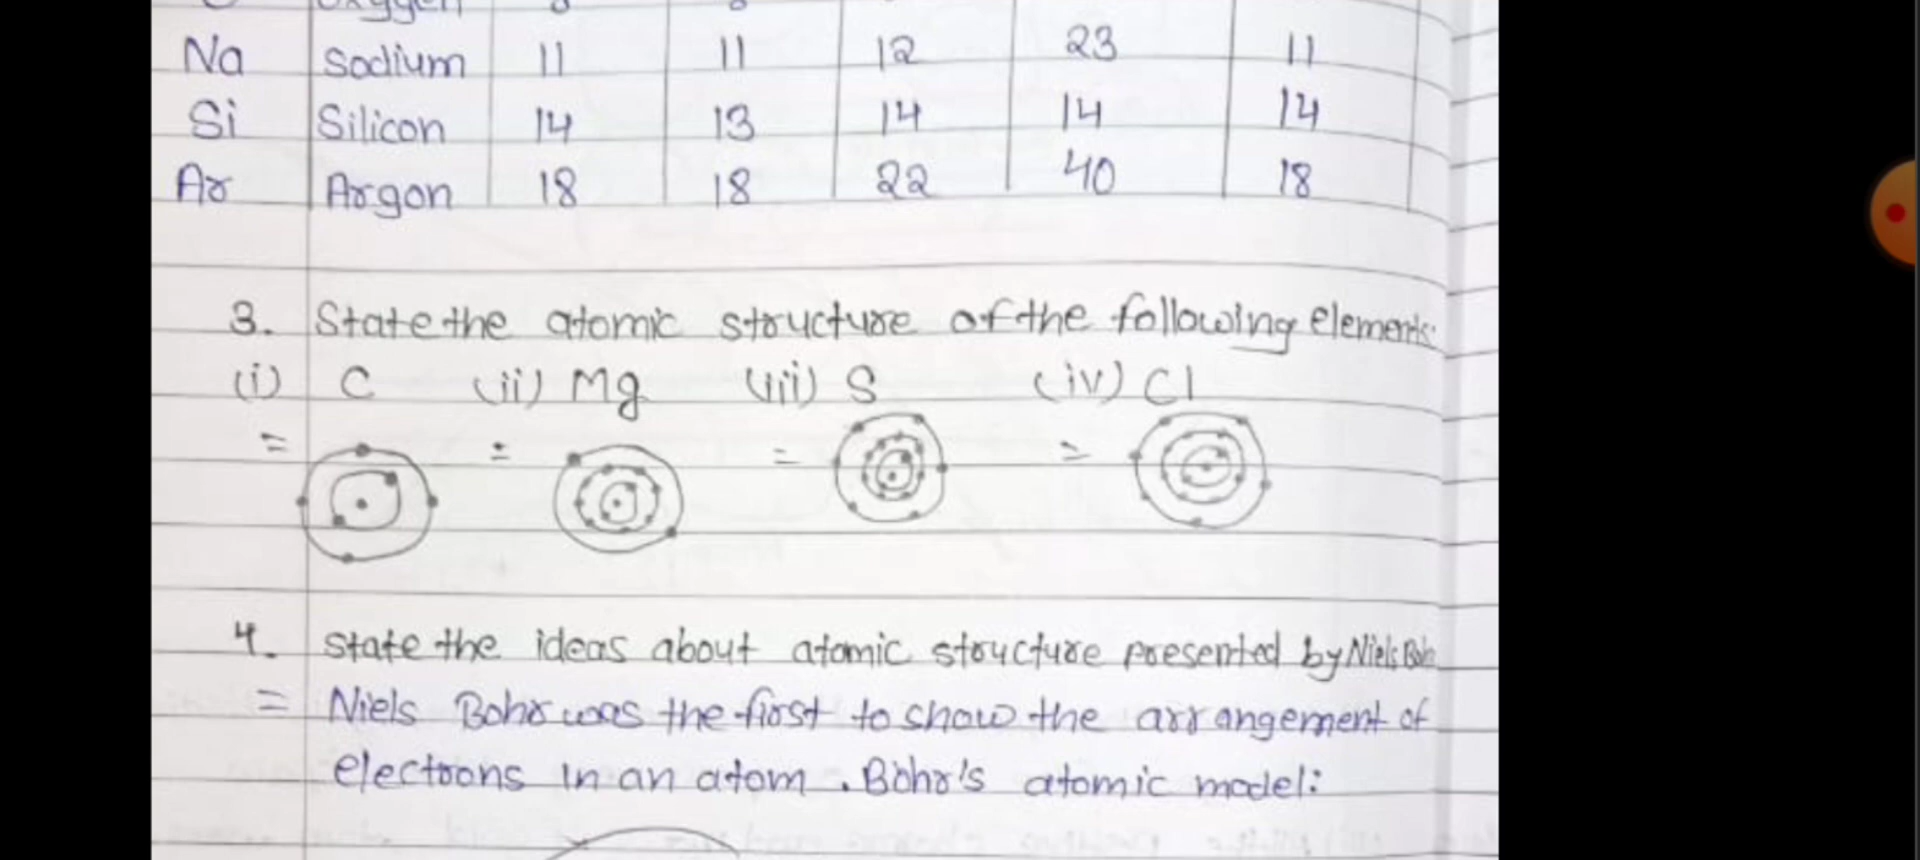 Oxygen 8 8
Na Sodium 11 11 12 23 11
Si Silicon 14 13 14 14 14
Ar Argon 18 18 22 40 18
3. State the atomic structure of the following elements
(i) C (ii) Mg (iii) S (iv) Cl
= = = =
4. State the ideas about atomic structure presented by Niels Bohr
= Niels Bohr was the first to show the arrangement of
electrons in an atom. Bohr's atomic model: